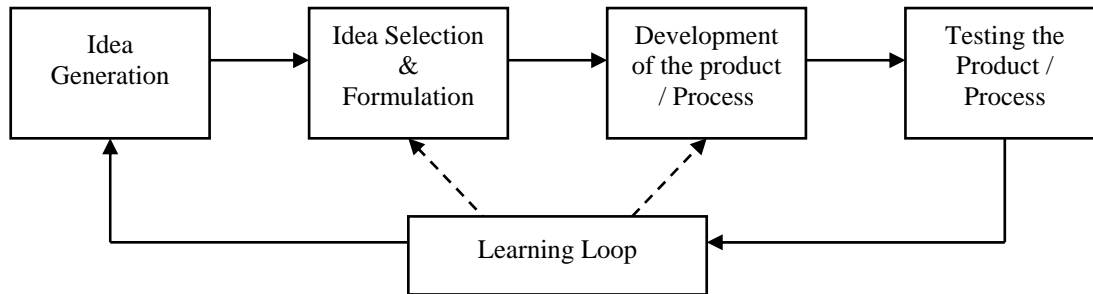 Idea
Generation
Idea Selection
&
Formulation
Development
of the product
/ Process
Testing the
Product /
Process
Learning Loop